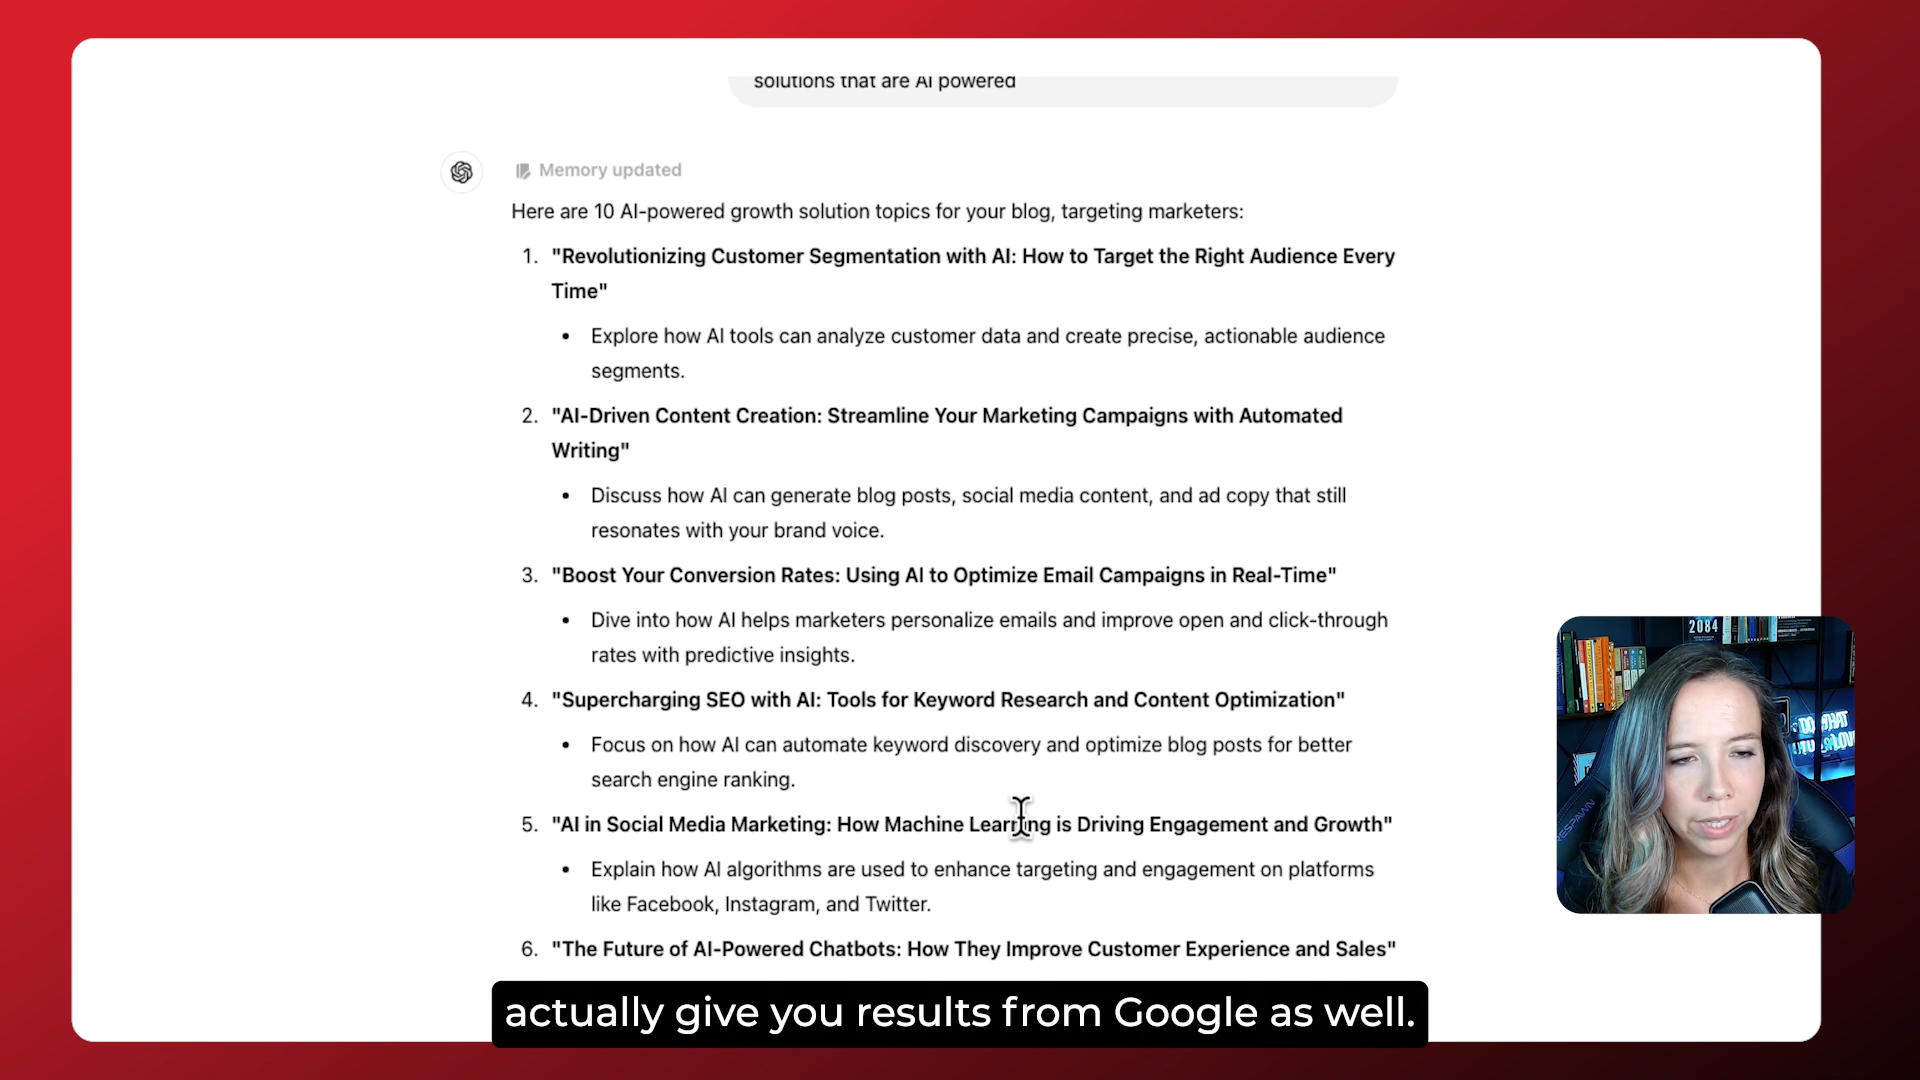 solutions that are AI powered
Memory updated
Here are 10 AI-powered growth solution topics for your blog, targeting marketers:
1. "Revolutionizing Customer Segmentation with AI: How to Target the Right Audience Every
Time"
• Explore how AI tools can analyze customer data and create precise, actionable audience
segments.
2. "AI-Driven Content Creation: Streamline Your Marketing Campaigns with Automated
Writing"
• Discuss how AI can generate blog posts, social media content, and ad copy that still
resonates with your brand voice.
3. "Boost Your Conversion Rates: Using AI to Optimize Email Campaigns in Real-Time"
• Dive into how AI helps marketers personalize emails and improve open and click-through
rates with predictive insights.
4. "Supercharging SEO with AI: Tools for Keyword Research and Content Optimization"
• Focus on how AI can automate keyword discovery and optimize blog posts for better
search engine ranking.
5. "AI in Social Media Marketing: How Machine Learning is Driving Engagement and Growth"
• Explain how AI algorithms are used to enhance targeting and engagement on platforms
like Facebook, Instagram, and Twitter.
6. "The Future of AI-Powered Chatbots: How They Improve Customer Experience and Sales"
2084
DO WHAT
RESPAWN
actually give you results from Google as well.